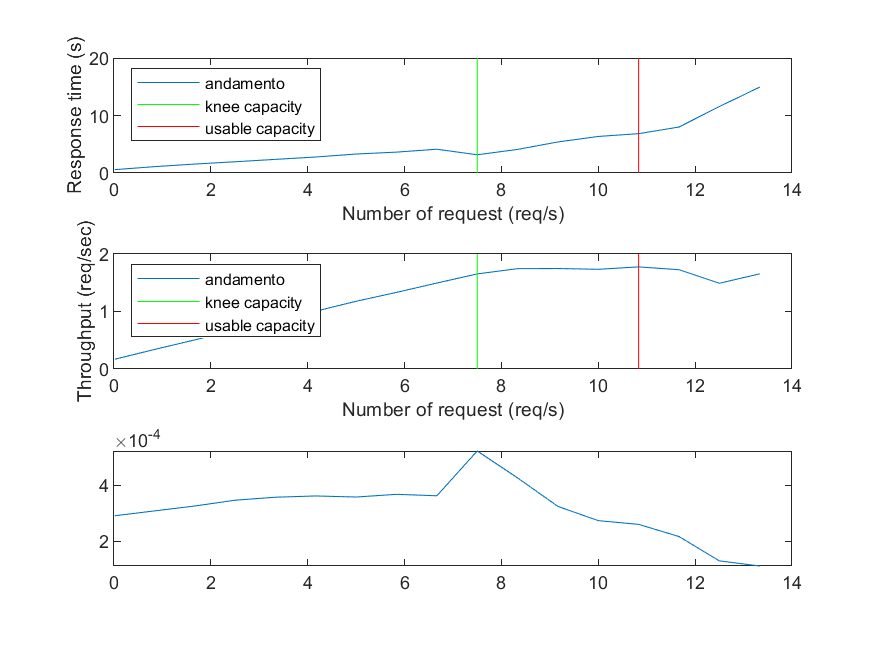 Response time (s)
20
10
0
andamento
knee capacity
usable capacity
0 2 4 6 8 10 12 14
Number of request (req/s)
Throughput (req/sec)
2
1
0
andamento
knee capacity
usable capacity
0 2 4 6 8 10 12 14
Number of request (req/s)
×10-4
4
2
0 2 4 6 8 10 12 14